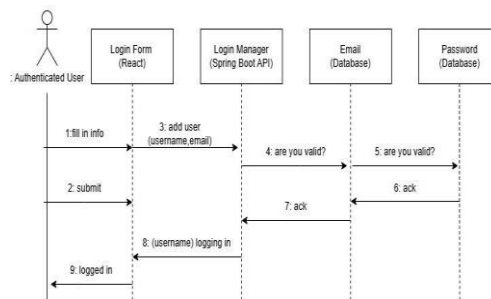 Login Form
(React)
Login Manager
(Spring Boot API)
Email
(Database)
Password
(Database)
: Authenticated User
1:fill in info
3: add user
(username,email)
4: are you valid?
5: are you valid?
2: submit
6: ack
7: ack
8: (username) logging in
9: logged in